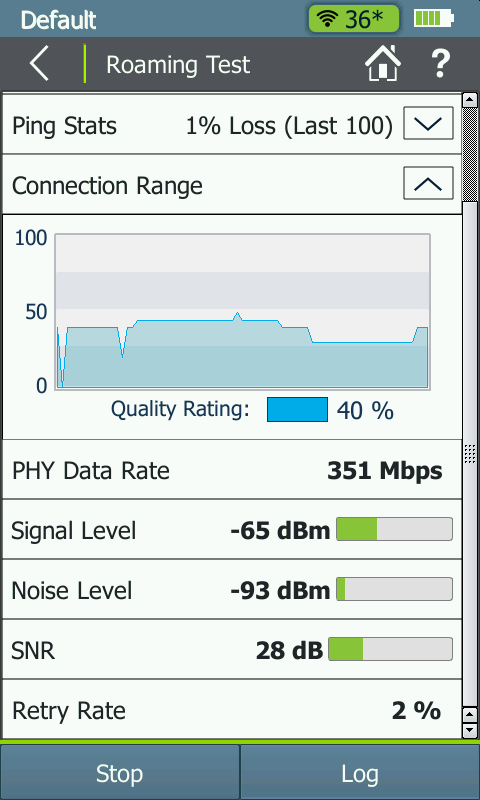 Default 36*
Roaming Test ?
Ping Stats 1% Loss (Last 100)
Connection Range
100
50
0
Quality Rating: 40 %
PHY Data Rate 351 Mbps
Signal Level -65 dBm
Noise Level -93 dBm
SNR 28 dB
Retry Rate 2 %
Stop Log